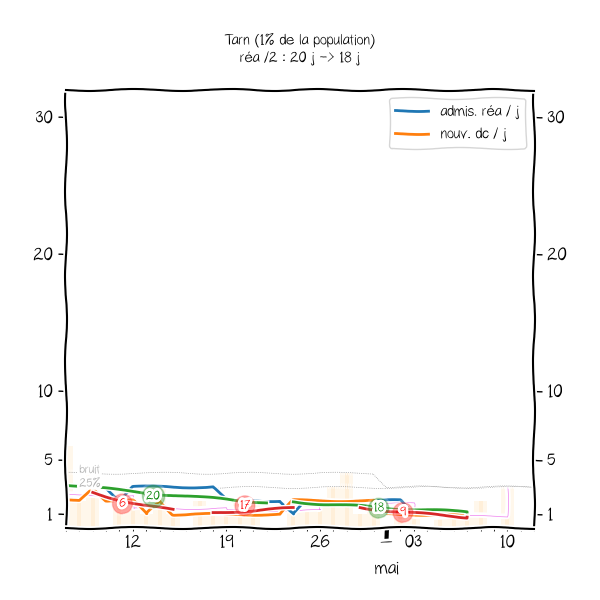 Tarn (1% de la population)
réa /2 : 20 j -> 18 j
admis. réa / j
nouv. dc / j
30 30
20 20
10 10
5 5
1 1
bruit
25%
6 20 17 18 9
12 19 26 1 03 10
mai